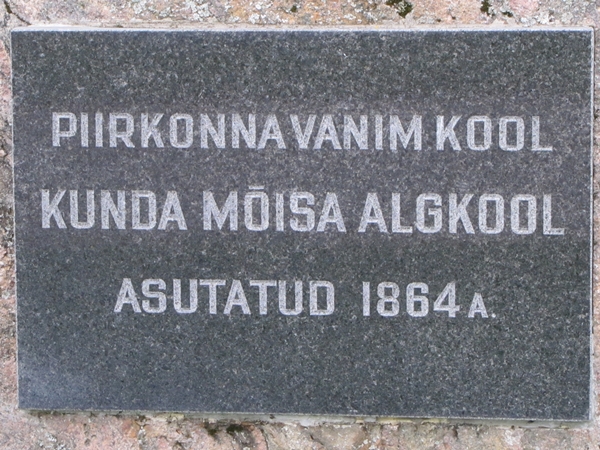 PIIRKONNA VANIM KOOL
KUNDA MÕISA ALGKOOL
ASUTATUD 1864 A.